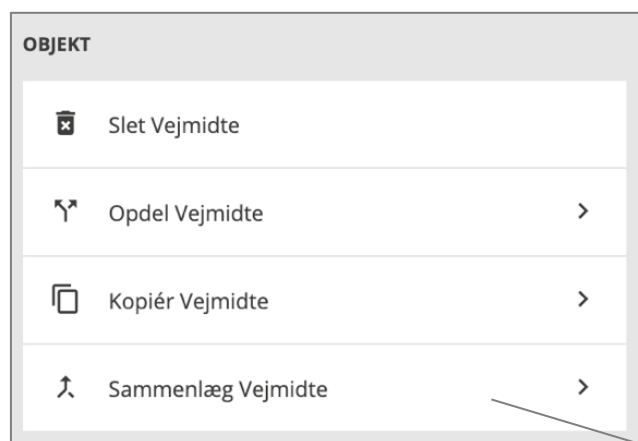 OBJEKT
Slet Vejmidte
Opdel Vejmidte
Kopiér Vejmidte
Sammenlæg Vejmidte